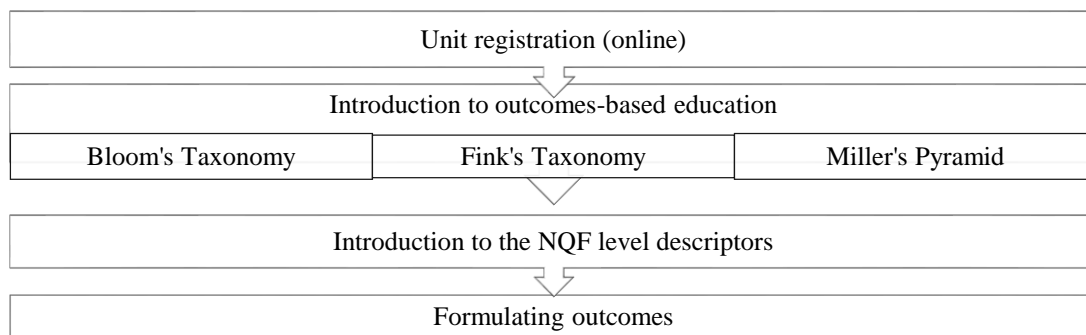 Unit registration (online)
Introduction to outcomes-based education
Bloom's Taxonomy
Fink's Taxonomy
Miller's Pyramid
Introduction to the NQF level descriptors
Formulating outcomes